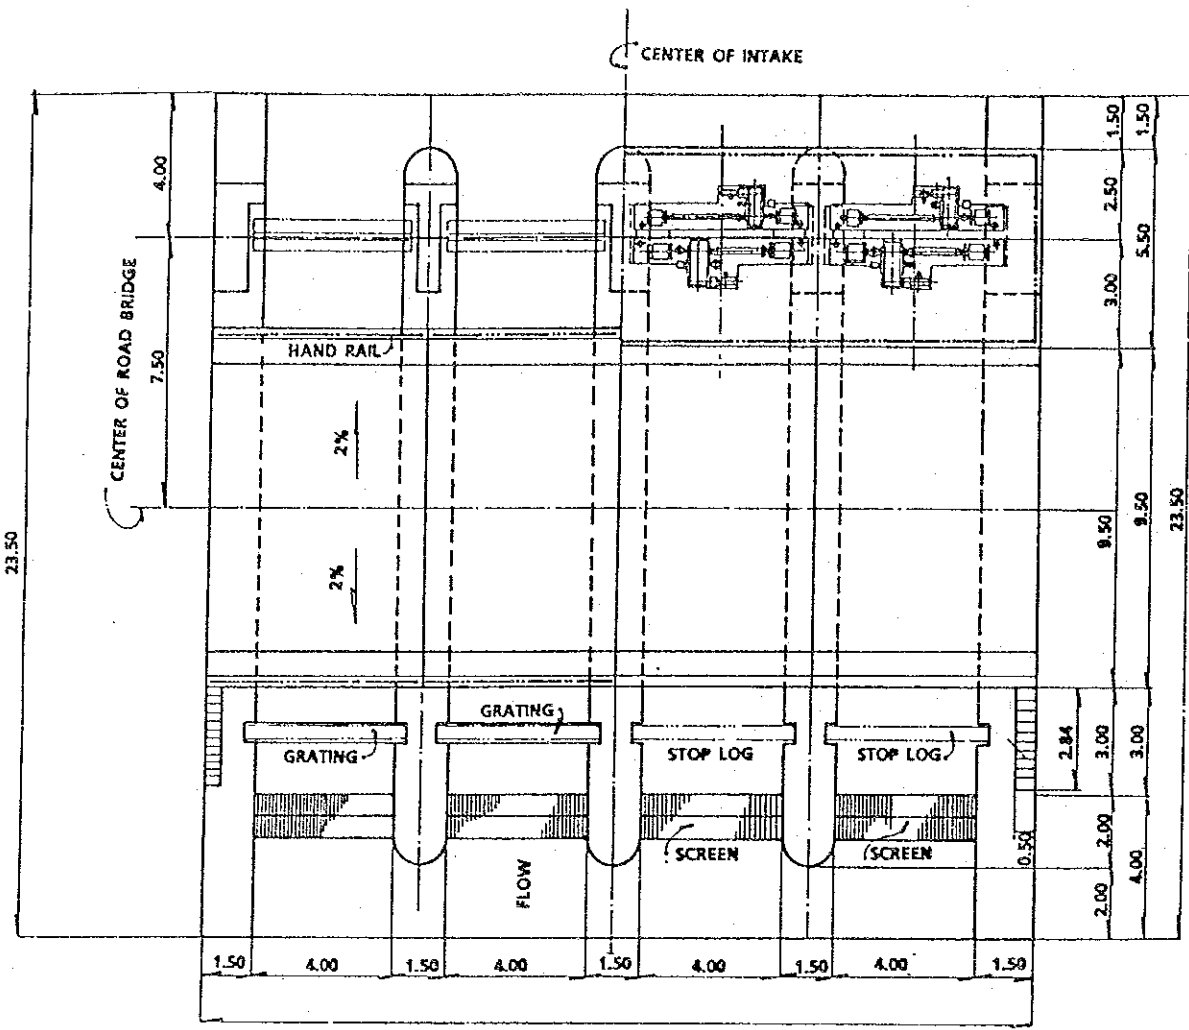 CENTER OF INTAKE
4.00
1.50
1.50
2.50
5.50
3.00
HAND RAIL
CENTER OF ROAD BRIDGE
7.50
2%
2%
23.50
9.50
9.50
23.50
GRATING
GRATING
STOP LOG
STOP LOG
2.84
3.00
3.00
SCREEN
SCREEN
0.50
2.00
4.00
2.00
FLOW
1.50
4.00
1.50
4.00
1.50
4.00
1.50
4.00
1.50